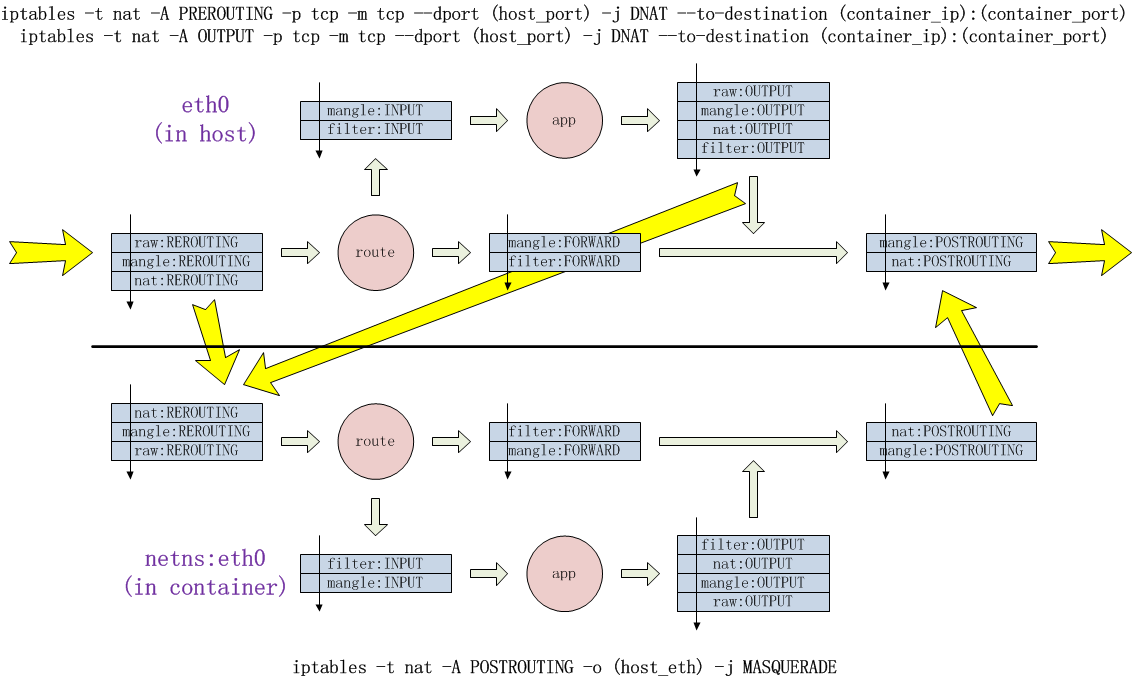 iptables -t nat -A PREROUTING -p tcp -m tcp --dport (host_port) -j DNAT --to-destination (container_ip):(container_port)
iptables -t nat -A OUTPUT -p tcp -m tcp --dport (host_port) -j DNAT --to-destination (container_ip):(container_port)
eth0
(in host)
mangle:INPUT
filter:INPUT
app
raw:OUTPUT
mangle:OUTPUT
nat:OUTPUT
filter:OUTPUT
raw:REROUTING
mangle:REROUTING
nat:REROUTING
route
mangle:FORWARD
filter:FORWARD
mangle:POSTROUTING
nat:POSTROUTING
nat:REROUTING
mangle:REROUTING
raw:REROUTING
route
filter:FORWARD
mangle:FORWARD
nat:POSTROUTING
mangle:POSTROUTING
netns:eth0
(in container)
filter:INPUT
mangle:INPUT
app
filter:OUTPUT
nat:OUTPUT
mangle:OUTPUT
raw:OUTPUT
iptables -t nat -A POSTROUTING -o (host_eth) -j MASQUERADE